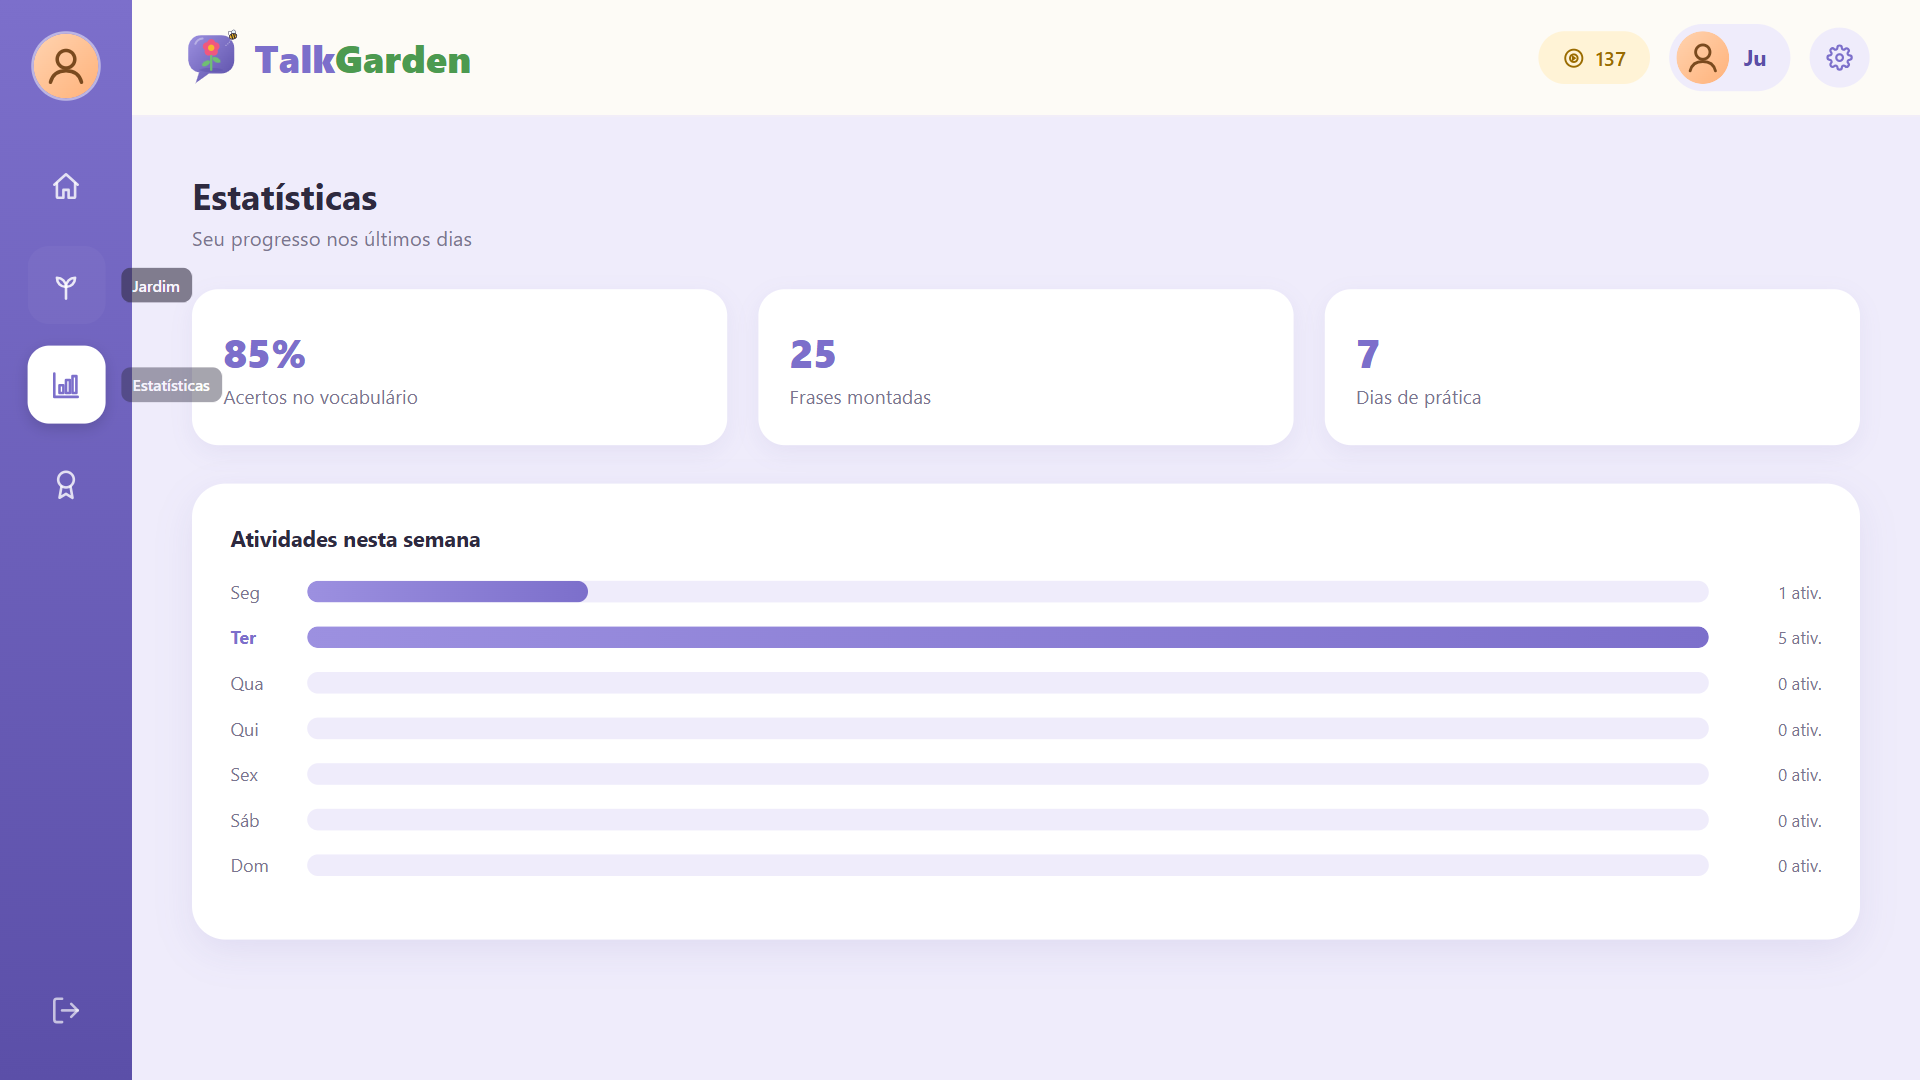 TalkGarden
137
Ju
Estatísticas
Seu progresso nos últimos dias
Jardim
Estatísticas
85%
Acertos no vocabulário
25
Frases montadas
7
Dias de prática
Atividades nesta semana
Seg 1 ativ.
Ter 5 ativ.
Qua 0 ativ.
Qui 0 ativ.
Sex 0 ativ.
Sáb 0 ativ.
Dom 0 ativ.